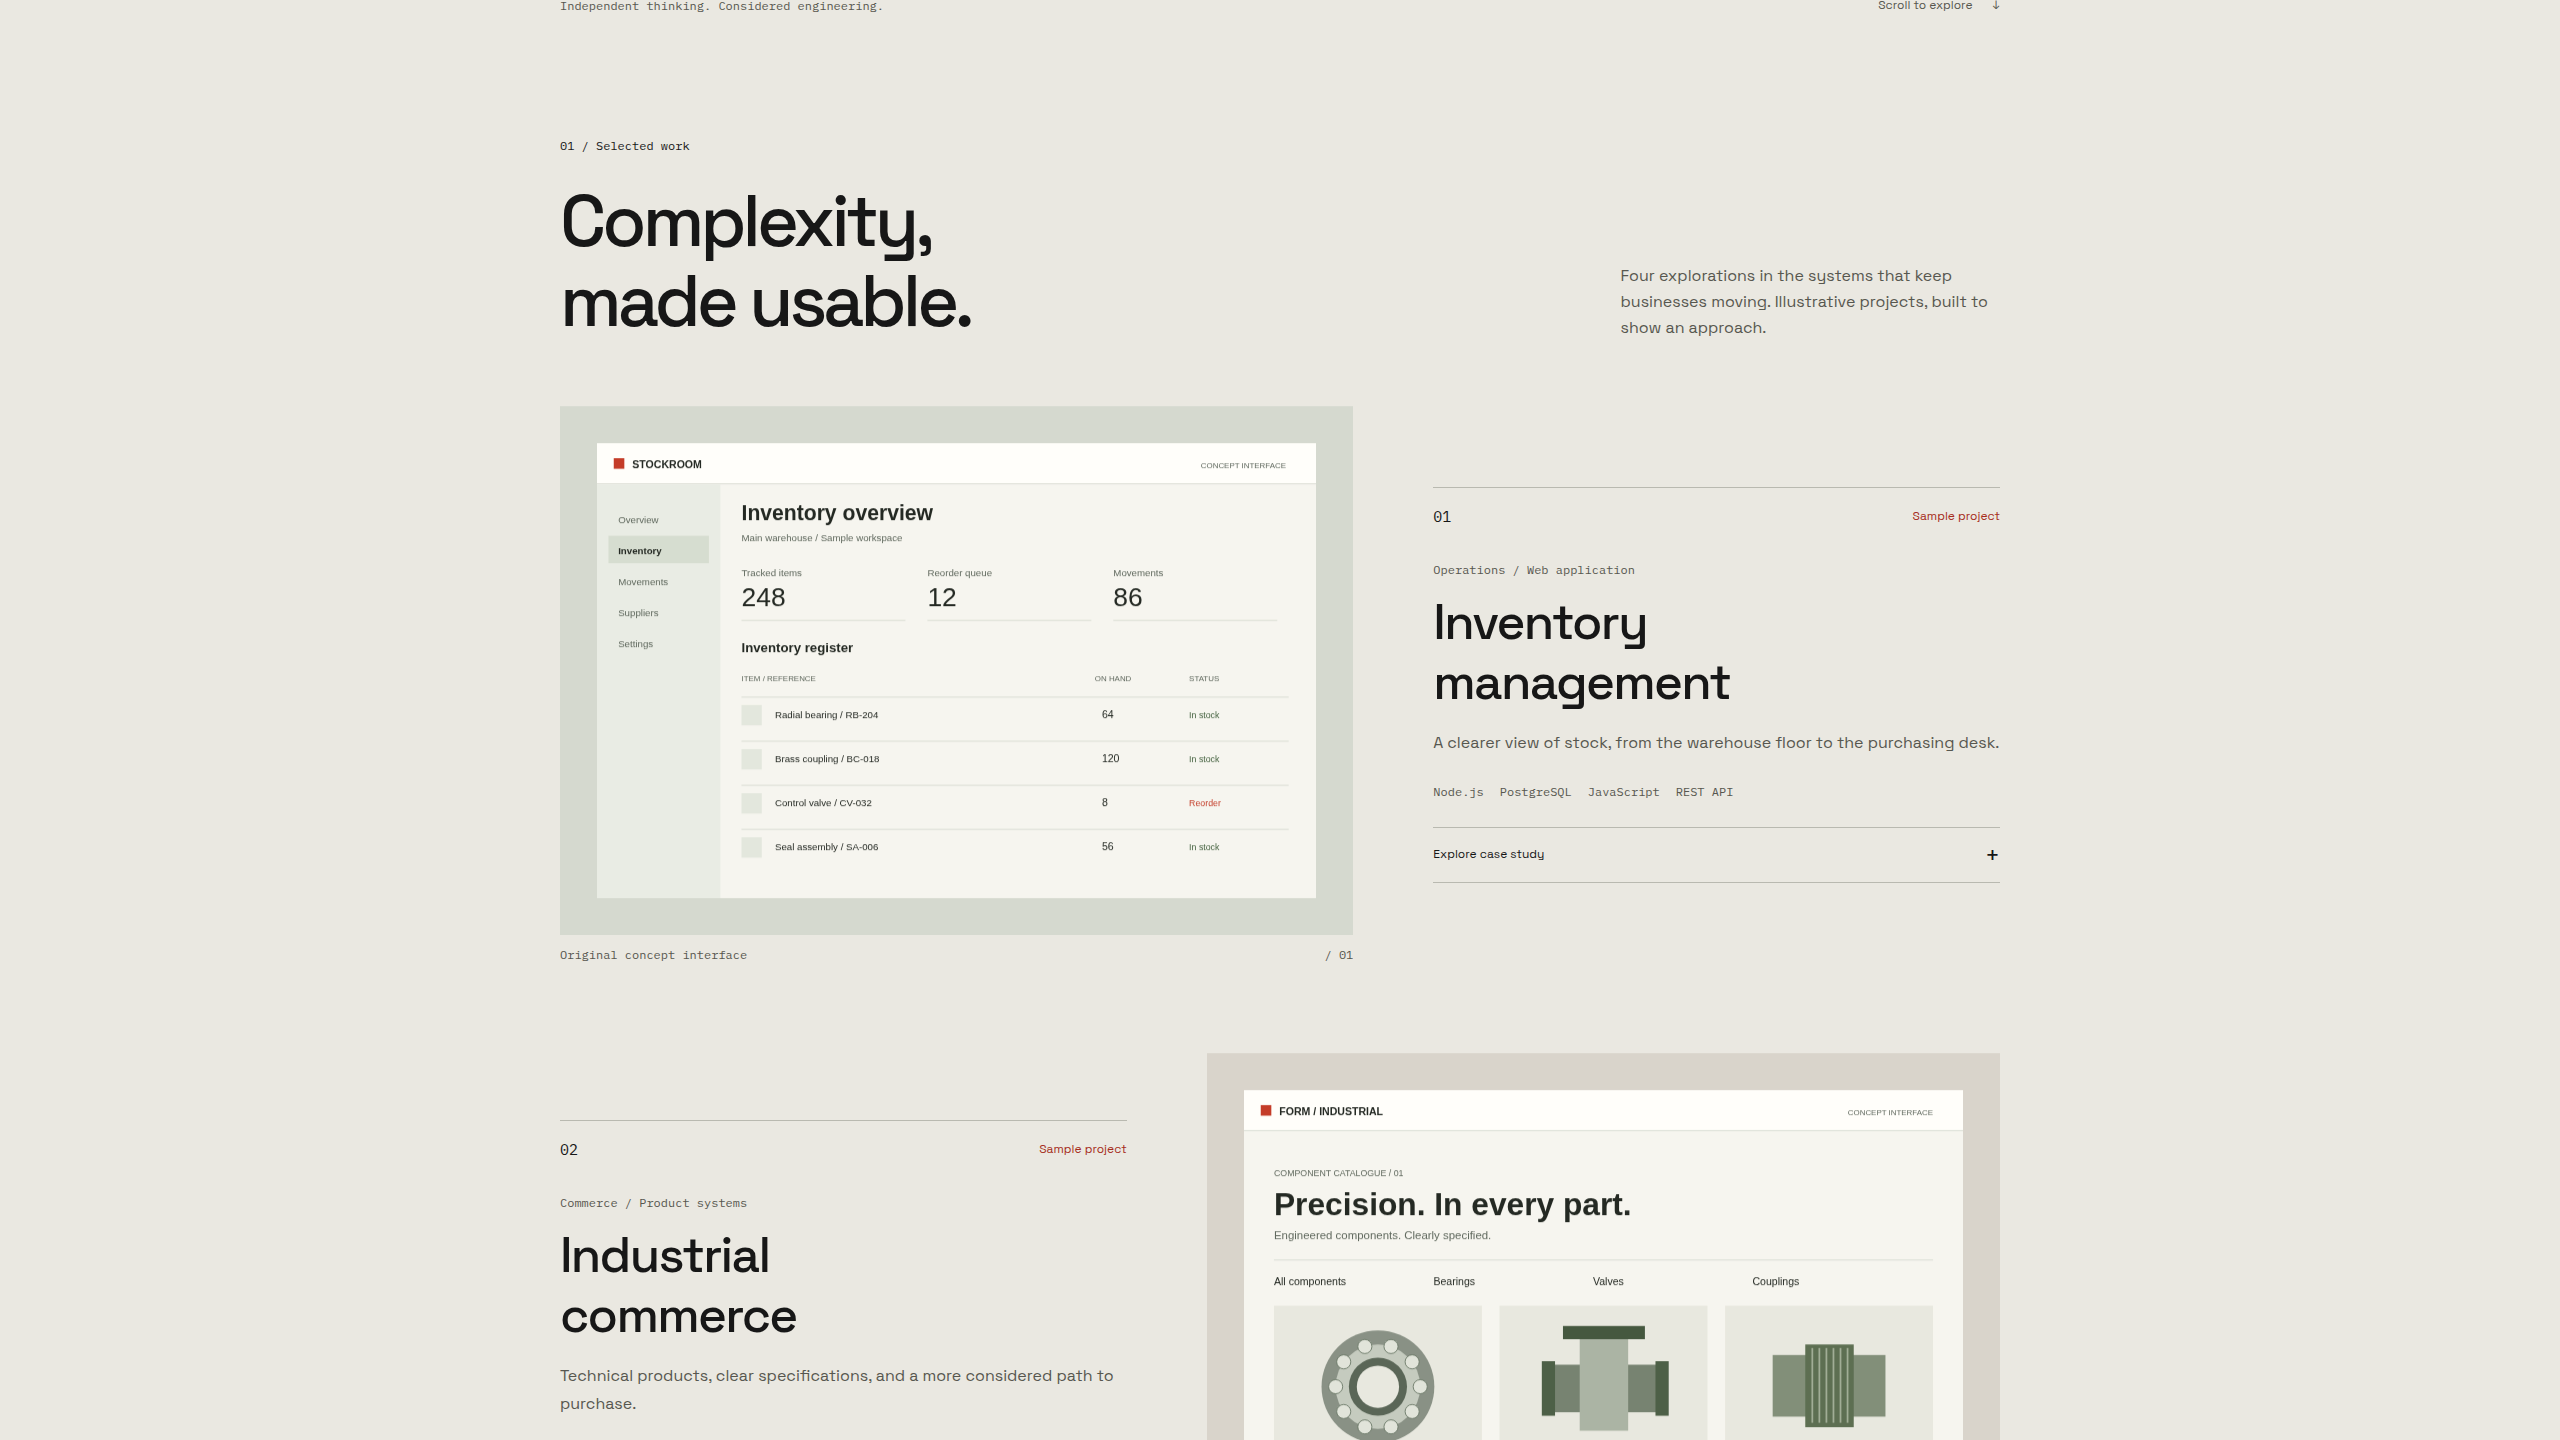 Independent thinking. Considered engineering.
Scroll to explore ↓
01 / Selected work
Complexity,
made usable.
Four explorations in the systems that keep
businesses moving. Illustrative projects, built to
show an approach.
STOCKROOM
CONCEPT INTERFACE
Overview
Inventory
Movements
Suppliers
Settings
Inventory overview
Main warehouse / Sample workspace
Tracked items
248
Reorder queue
12
Movements
86
Inventory register
ITEM / REFERENCE ON HAND STATUS
Radial bearing / RB-204 64 In stock
Brass coupling / BC-018 120 In stock
Control valve / CV-032 8 Reorder
Seal assembly / SA-006 56 In stock
Original concept interface / 01
01 Sample project
Operations / Web application
Inventory
management
A clearer view of stock, from the warehouse floor to the purchasing desk.
Node.js PostgreSQL JavaScript REST API
Explore case study +
02 Sample project
Commerce / Product systems
Industrial
commerce
Technical products, clear specifications, and a more considered path to
purchase.
FORM / INDUSTRIAL
CONCEPT INTERFACE
COMPONENT CATALOGUE / 01
Precision. In every part.
Engineered components. Clearly specified.
All components Bearings Valves Couplings